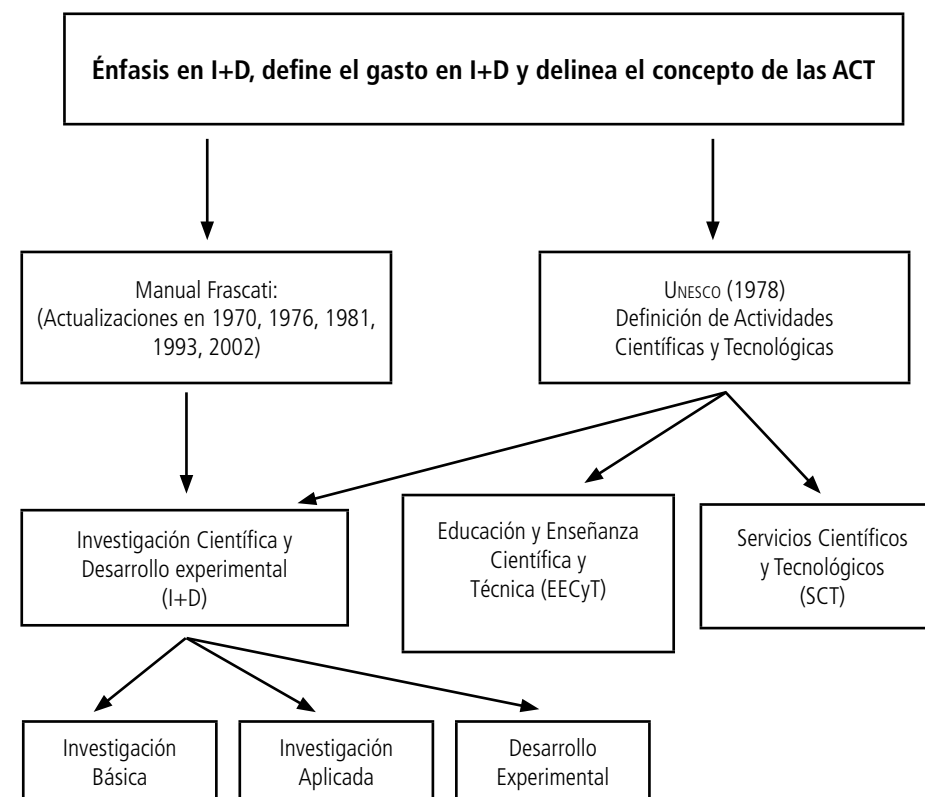 Énfasis en I+D, define el gasto en I+D y delinea el concepto de las ACT
Manual Frascati:
(Actualizaciones en 1970, 1976, 1981,
1993, 2002)
UNESCO (1978)
Definición de Actividades
Científicas y Tecnológicas
Investigación Científica y
Desarrollo experimental
(I+D)
Educación y Enseñanza
Científica y
Técnica (EECyT)
Servicios Científicos
y Tecnológicos
(SCT)
Investigación
Básica
Investigación
Aplicada
Desarrollo
Experimental